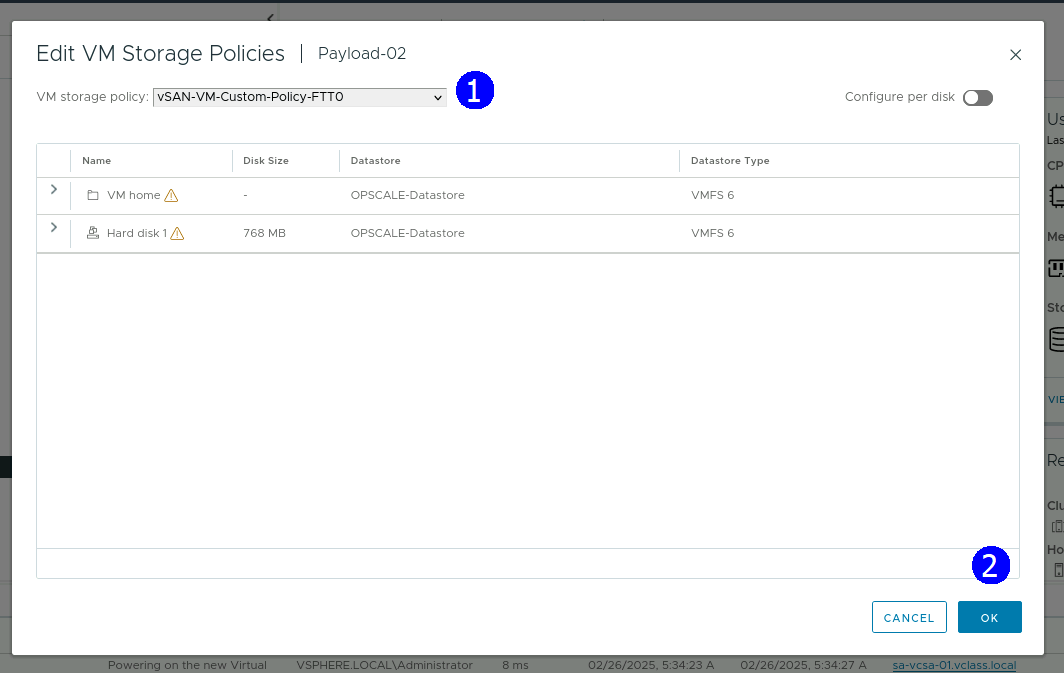 Edit VM Storage Policies | Payload-02
VM storage policy: vSAN-VM-Custom-Policy-FTT0
1
Configure per disk
Name Disk Size Datastore Datastore Type
VM home - OPSCALE-Datastore VMFS 6
Hard disk 1 768 MB OPSCALE-Datastore VMFS 6
2
CANCEL OK
Us
Las
CP
Me
Sto
VIE
Re
Clu
Ho
Powering on the new Virtual VSPHERE.LOCAL\Administrator 8 ms 02/26/2025, 5:34:23 A 02/26/2025, 5:34:27 A sa-vcsa-01.vclass.local